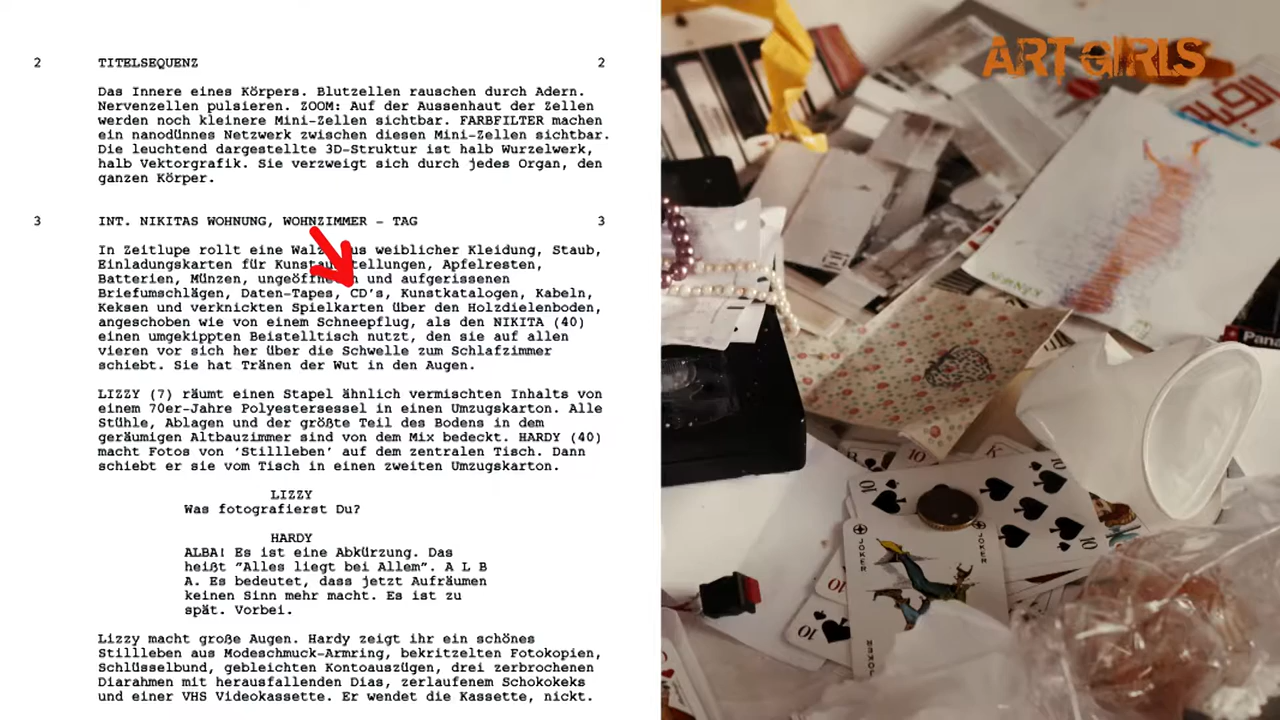 2 TITELSEQUENZ 2
Das Innere eines Körpers. Blutzellen rauschen durch Adern.
Nervenzellen pulsieren. ZOOM: Auf der Aussenhaut der Zellen
werden noch kleinere Mini-Zellen sichtbar. FARBFILTER machen
ein nanodünnes Netzwerk zwischen diesen Mini-Zellen sichtbar.
Die leuchtend dargestellte 3D-Struktur ist halb Wurzelwerk,
halb Vektorgrafik. Sie verzweigt sich durch jedes Organ, den
ganzen Körper.
3 INT. NIKITAS WOHNUNG, WOHNZIMMER - TAG 3
In Zeitlupe rollt eine weiblicher Kleidung, Staub,
Einladungskarten für Apfelresten,
Batterien, Münzen, und aufgerissenen
Briefumschlägen, Daten-Tapes, CD's, Kunstkatalogen, Kabeln,
Keksen und verknickten Spielkarten über den Holzdielenboden,
angeschoben wie von einem Schneepflug, als den NIKITA (40)
einen umgekippten Beistelltisch nutzt, den sie auf allen
vieren vor sich her über die Schwelle zum Schlafzimmer
schiebt. Sie hat Tränen der Wut in den Augen.
LIZZY (7) räumt einen Stapel ähnlich vermischten Inhalts von
einem 70er-Jahre Polyestersessel in einen Umzugskarton. Alle
Stühle, Ablagen und der größte Teil des Bodens in dem
geräumigen Altbauzimmer sind von dem Mix bedeckt. HARDY (40)
macht Fotos von 'Stillleben' auf dem zentralen Tisch. Dann
schiebt er sie vom Tisch in einen zweiten Umzugskarton.
LIZZY
Was fotografierst Du?
HARDY
ALBA! Es ist eine Abkürzung. Das
heißt "Alles liegt bei Allem". A L B
A. Es bedeutet, dass jetzt Aufräumen
keinen Sinn mehr macht. Es ist zu
spät. Vorbei.
Lizzy macht große Augen. Hardy zeigt ihr ein schönes
Stillleben aus Modeschmuck-Armring, bekritzelten Fotokopien,
Schlüsselbund, gebleichten Kontoauszügen, drei zerbrochenen
Diarahmen mit herausfallenden Dias, zerlaufenem Schokokeks
und einer VHS Videokassette. Er wendet die Kassette, nickt.
ART GIRLS
Pana
K
10
10
10
JOKER
JOKER
10
10
JOKER